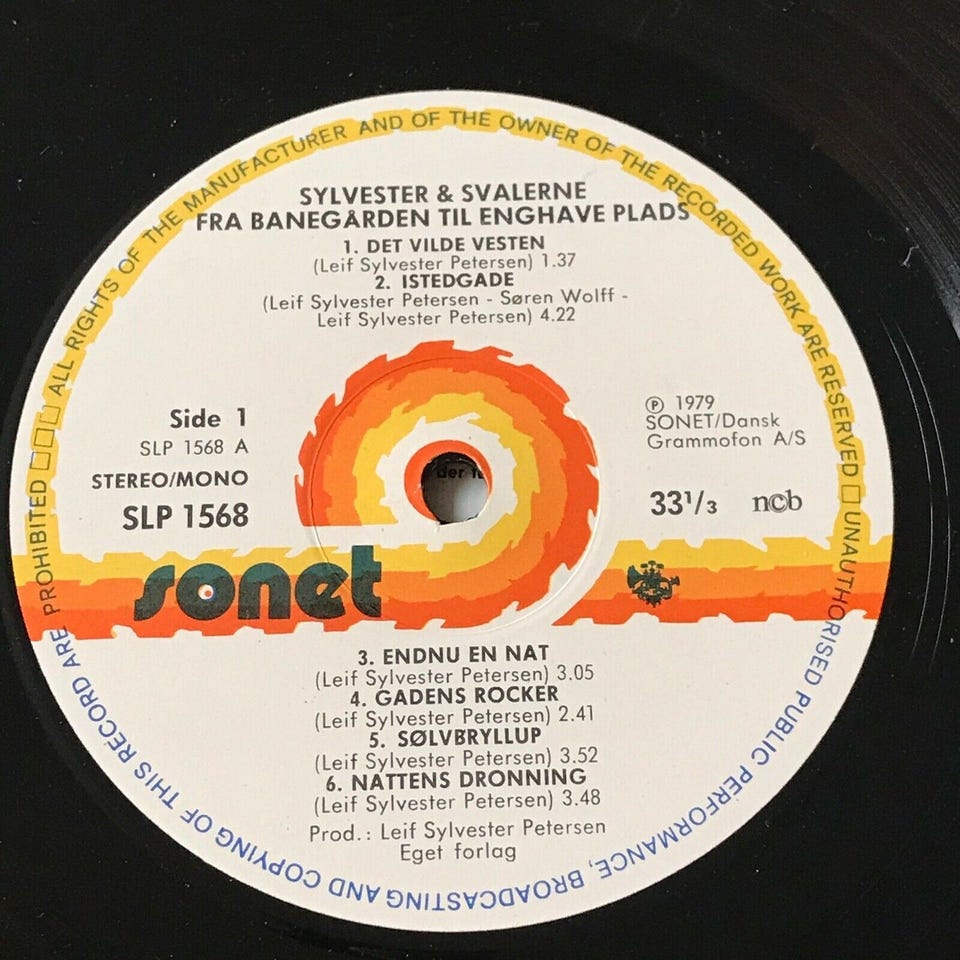 ALL RIGHTS OF THE MANUFACTURER AND OF THE OWNER OF THE RECORDED WORK ARE RESERVED □ UNAUTHORISED PUBLIC PERFORMANCE, BROADCASTING AND COPYING OF THIS RECORD ARE PROHIBITED □□□
SYLVESTER & SVALERNE
FRA BANEGÅRDEN TIL ENGHAVE PLADS
1. DET VILDE VESTEN
(Leif Sylvester Petersen) 1.37
2. ISTEDGADE
(Leif Sylvester Petersen - Søren Wolff -
Leif Sylvester Petersen) 4.22
Side 1
SLP 1568 A
STEREO/MONO
SLP 1568
℗ 1979
SONET/Dansk
Grammofon A/S
33 1/3 ncb
der
sonet
3. ENDNU EN NAT
(Leif Sylvester Petersen) 3.05
4. GADENS ROCKER
(Leif Sylvester Petersen) 2.41
5. SØLVBRYLLUP
(Leif Sylvester Petersen) 3.52
6. NATTENS DRONNING
(Leif Sylvester Petersen) 3.48
Prod.: Leif Sylvester Petersen
Eget forlag